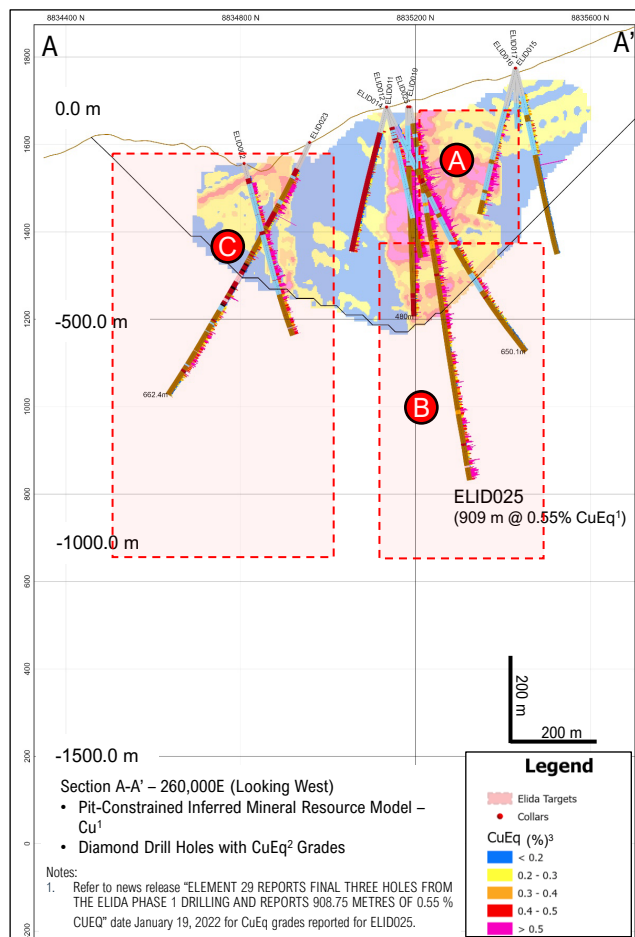 8834400 N
8834800 N
8835200 N
8835600 N
A
A'
1800
1600
1400
1200
1000
800
600
400
200
0
-200
0.0 m
-500.0 m
-1000.0 m
-1500.0 m
ELID023
ELID014
ELID012
ELID011
ELID019
ELID016
ELID017
ELID015
A
B
C
480m
650.1m
662.4m
ELID025
(909 m @ 0.55% CuEq¹)
200 m
200 m
Section A-A' – 260,000E (Looking West)
• Pit-Constrained Inferred Mineral Resource Model –
Cu¹
• Diamond Drill Holes with CuEq² Grades
Notes:
1. Refer to news release "ELEMENT 29 REPORTS FINAL THREE HOLES FROM
THE ELIDA PHASE 1 DRILLING AND REPORTS 908.75 METRES OF 0.55 %
CUEQ" date January 19, 2022 for CuEq grades reported for ELID025.
Legend
Elida Targets
Collars
CuEq (%)³
< 0.2
0.2 - 0.3
0.3 - 0.4
0.4 - 0.5
> 0.5